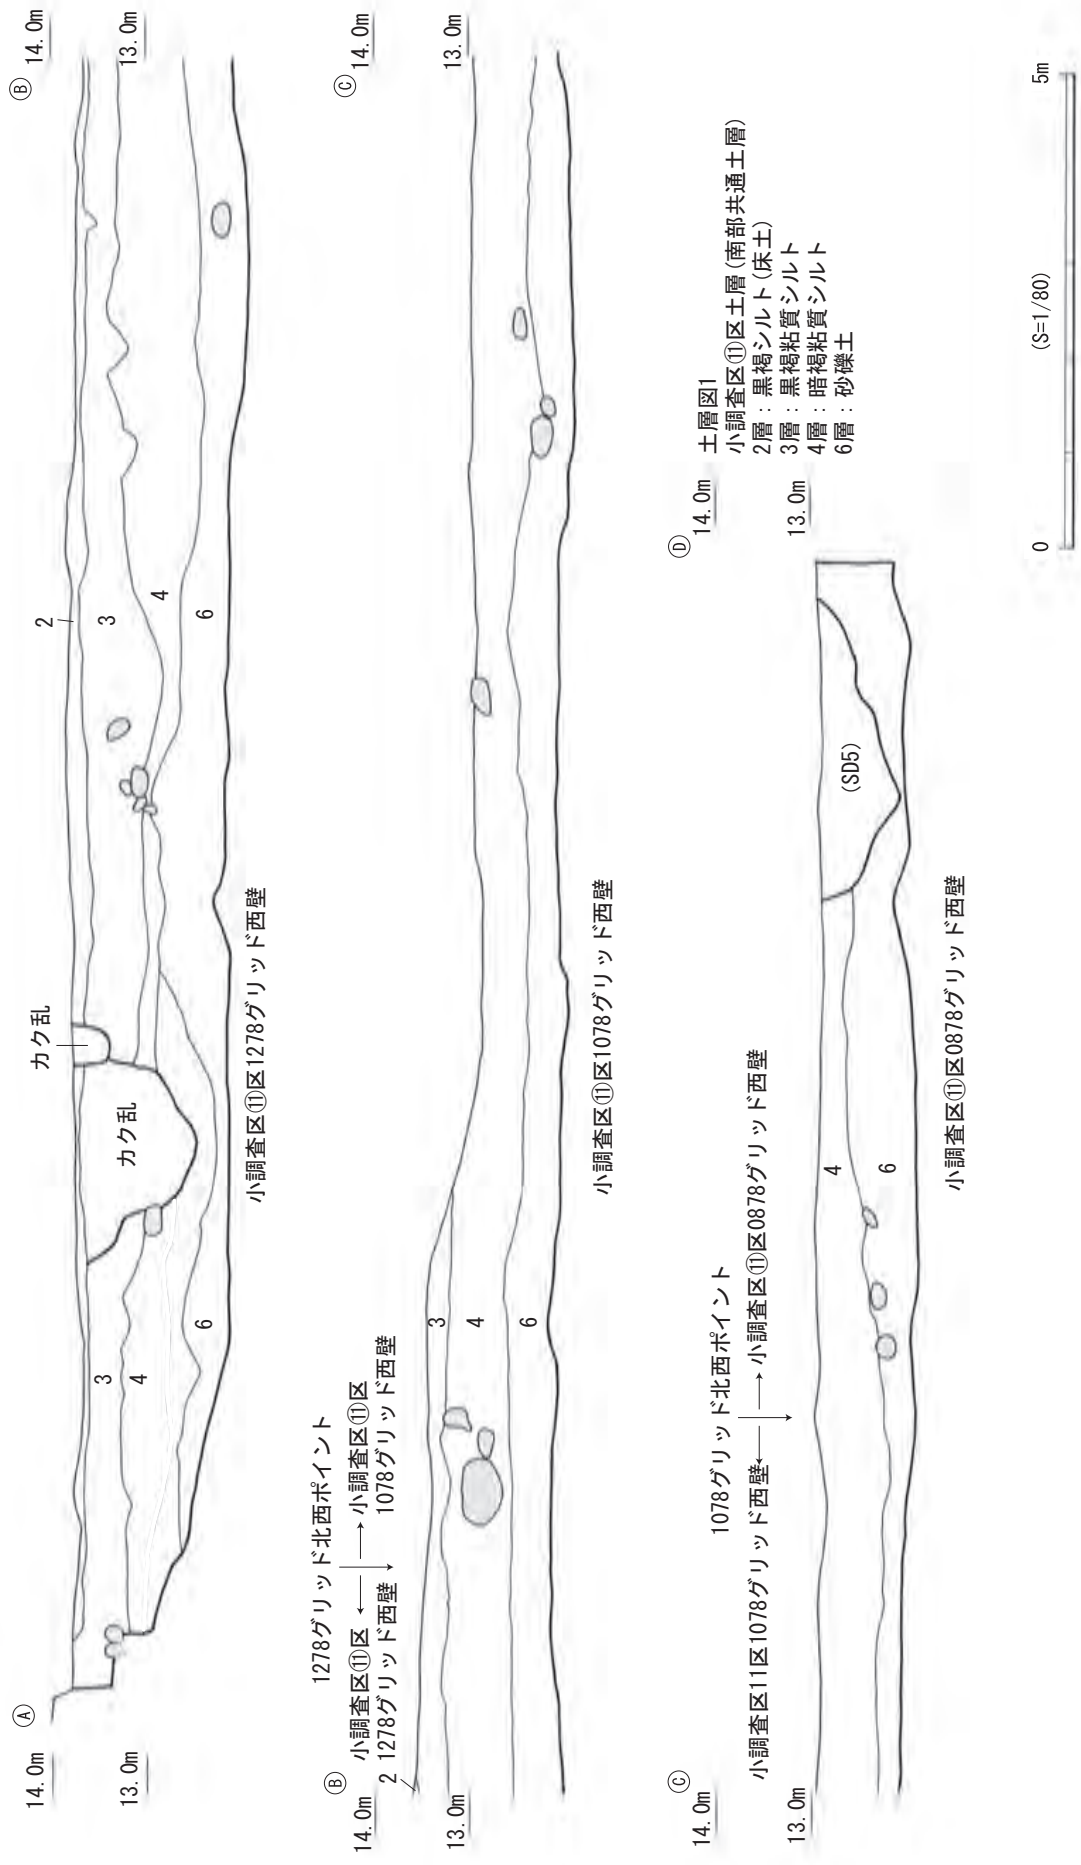 Ⓐ
14.0m
13.0m
カク乱
カク乱
2
3
4
6
3
4
6
Ⓑ
14.0m
13.0m
小調査区⑪区1278グリッド西壁
1278グリッド北西ポイント
小調査区⑪区 ← → 小調査区⑪区
1278グリッド西壁 1078グリッド西壁
Ⓑ
14.0m
13.0m
2
3
4
6
Ⓒ
14.0m
13.0m
小調査区⑪区1078グリッド西壁
1078グリッド北西ポイント
小調査区11区1078グリッド西壁← → 小調査区⑪区0878グリッド西壁
Ⓒ
14.0m
13.0m
4
6
(SD5)
Ⓓ
14.0m
13.0m
小調査区⑪区0878グリッド西壁
土層図1
小調査区⑪区土層(南部共通土層)
2層：黒褐シルト(床土)
3層：黒褐粘質シルト
4層：暗褐粘質シルト
6層：砂礫土
0 (S=1/80) 5m